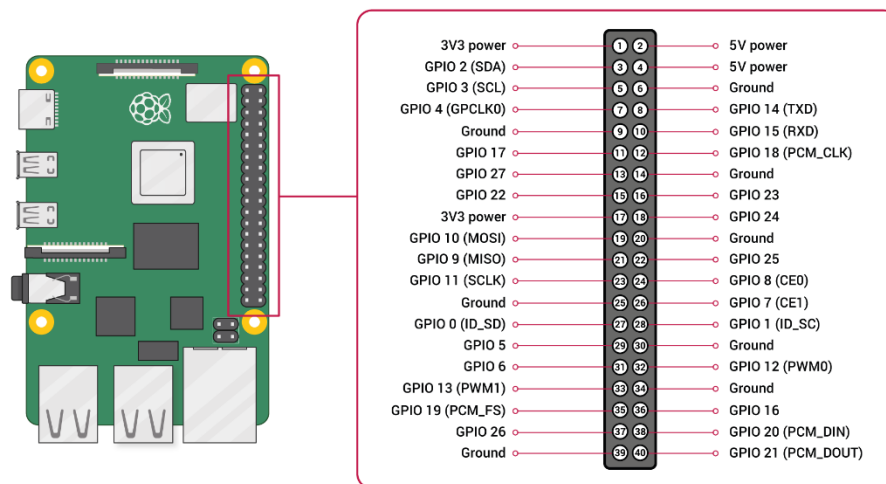 3V3 power 1 2 5V power
GPIO 2 (SDA) 3 4 5V power
GPIO 3 (SCL) 5 6 Ground
GPIO 4 (GPCLK0) 7 8 GPIO 14 (TXD)
Ground 9 10 GPIO 15 (RXD)
GPIO 17 11 12 GPIO 18 (PCM_CLK)
GPIO 27 13 14 Ground
GPIO 22 15 16 GPIO 23
3V3 power 17 18 GPIO 24
GPIO 10 (MOSI) 19 20 Ground
GPIO 9 (MISO) 21 22 GPIO 25
GPIO 11 (SCLK) 23 24 GPIO 8 (CE0)
Ground 25 26 GPIO 7 (CE1)
GPIO 0 (ID_SD) 27 28 GPIO 1 (ID_SC)
GPIO 5 29 30 Ground
GPIO 6 31 32 GPIO 12 (PWM0)
GPIO 13 (PWM1) 33 34 Ground
GPIO 19 (PCM_FS) 35 36 GPIO 16
GPIO 26 37 38 GPIO 20 (PCM_DIN)
Ground 39 40 GPIO 21 (PCM_DOUT)